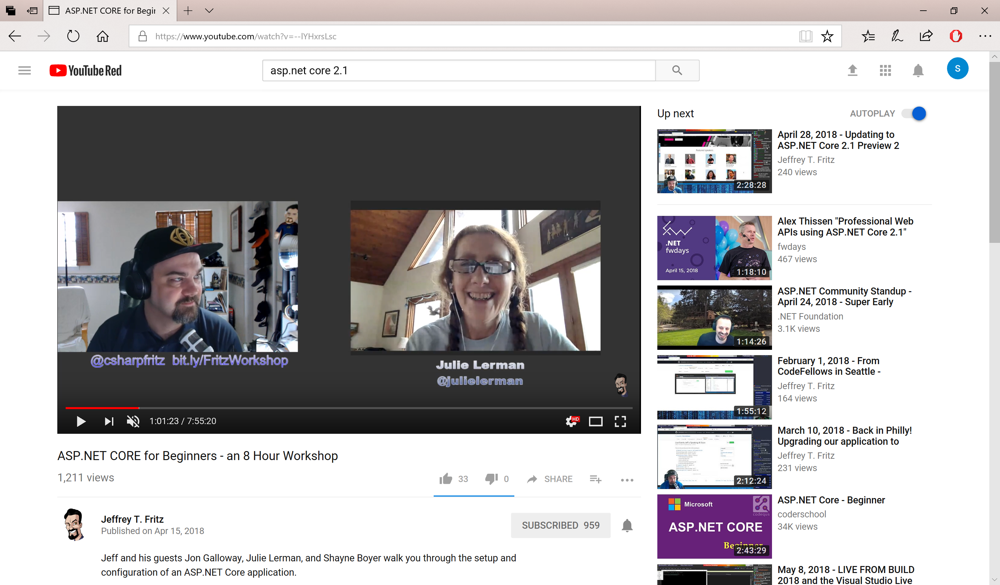 ASP.NET CORE for Begin
https://www.youtube.com/watch?v=--lYHxrsLsc
YouTube Red
asp.net core 2.1
S
@csharpfritz bit.ly/FritzWorkshop
Julie Lerman
@julielerman
1:01:23 / 7:55:20
HD
ASP.NET CORE for Beginners - an 8 Hour Workshop
1,211 views
33
0
SHARE
Jeffrey T. Fritz
Published on Apr 15, 2018
SUBSCRIBED 959
Jeff and his guests Jon Galloway, Julie Lerman, and Shayne Boyer walk you through the setup and
configuration of an ASP.NET Core application.
Up next
AUTOPLAY
Featured speakers
2:28:28
April 28, 2018 - Updating to
ASP.NET Core 2.1 Preview 2
Jeffrey T. Fritz
240 views
.NET
fwdays
April 15, 2018
1:18:10
Alex Thissen "Professional Web
APIs using ASP.NET Core 2.1"
fwdays
467 views
1:14:26
ASP.NET Community Standup -
April 24, 2018 - Super Early
.NET Foundation
3.1K views
1:55:12
February 1, 2018 - From
CodeFellows in Seattle -
Jeffrey T. Fritz
164 views
2:12:24
March 10, 2018 - Back in Philly!
Upgrading our application to
Jeffrey T. Fritz
231 views
Microsoft
codequs
ASP.NET CORE
Beginner
2:43:29
ASP.NET Core - Beginner
coderschool
34K views
May 8, 2018 - LIVE FROM BUILD
2018 and the Visual Studio Live